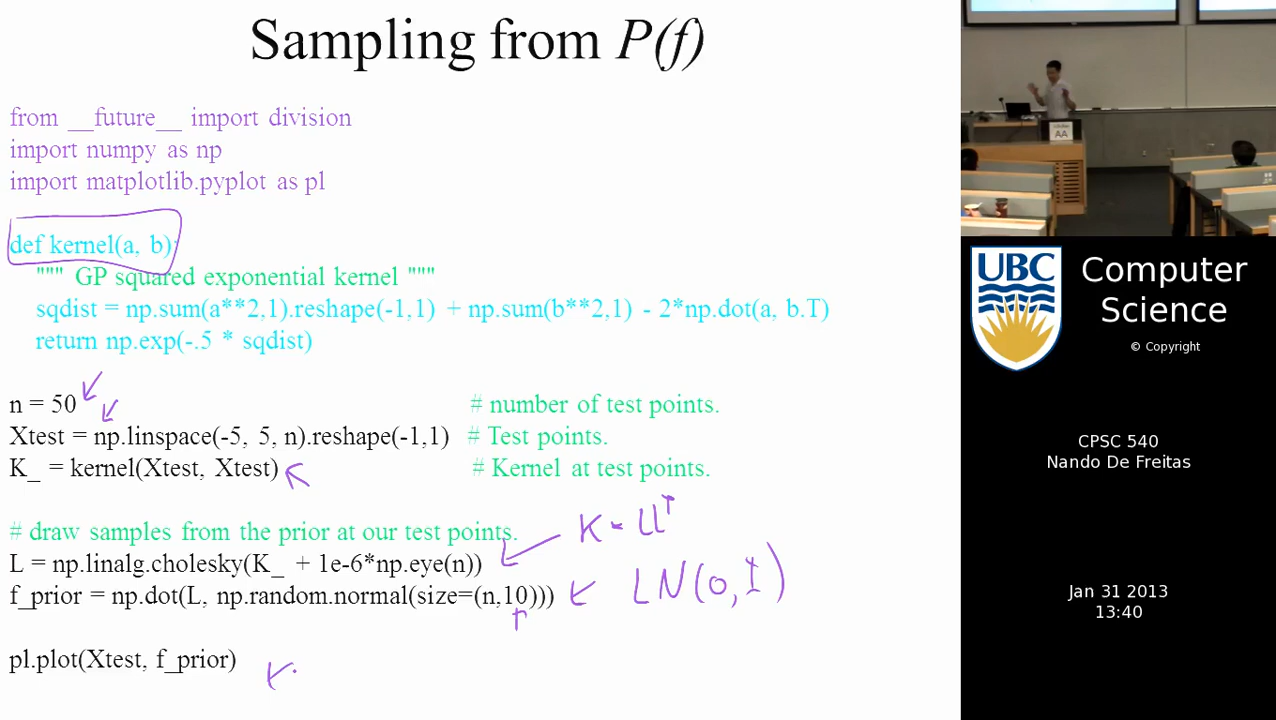 Sampling from P(f)
from __future__ import division
import numpy as np
import matplotlib.pyplot as pl
def kernel(a, b):
""" GP squared exponential kernel """
sqdist = np.sum(a**2,1).reshape(-1,1) + np.sum(b**2,1) - 2*np.dot(a, b.T)
return np.exp(-.5 * sqdist)
n = 50 # number of test points.
Xtest = np.linspace(-5, 5, n).reshape(-1,1) # Test points.
K_ = kernel(Xtest, Xtest) # Kernel at test points.
# draw samples from the prior at our test points.
K = LLᵀ
L = np.linalg.cholesky(K_ + 1e-6*np.eye(n))
f_prior = np.dot(L, np.random.normal(size=(n,10)))
L N(0, I)
pl.plot(Xtest, f_prior)
AA
UBC
Computer
Science
© Copyright
CPSC 540
Nando De Freitas
Jan 31 2013
13:40